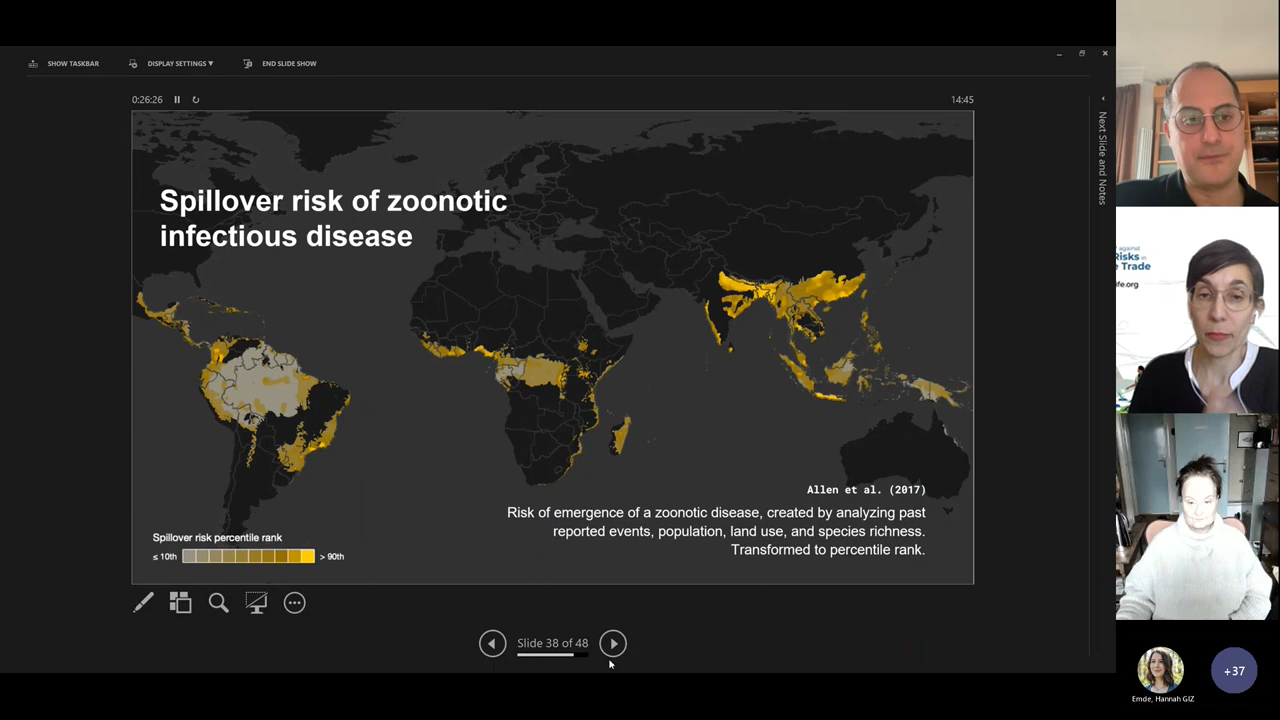 SHOW TASKBAR
DISPLAY SETTINGS ▾
END SLIDE SHOW
0:26:26
14:45
Next Slide and Notes
Spillover risk of zoonotic
infectious disease
Allen et al. (2017)
Risk of emergence of a zoonotic disease, created by analyzing past
reported events, population, land use, and species richness.
Transformed to percentile rank.
Spillover risk percentile rank
≤ 10th
> 90th
Slide 38 of 48
against
Risks in
e Trade
ife.org
Emde, Hannah GIZ
+37